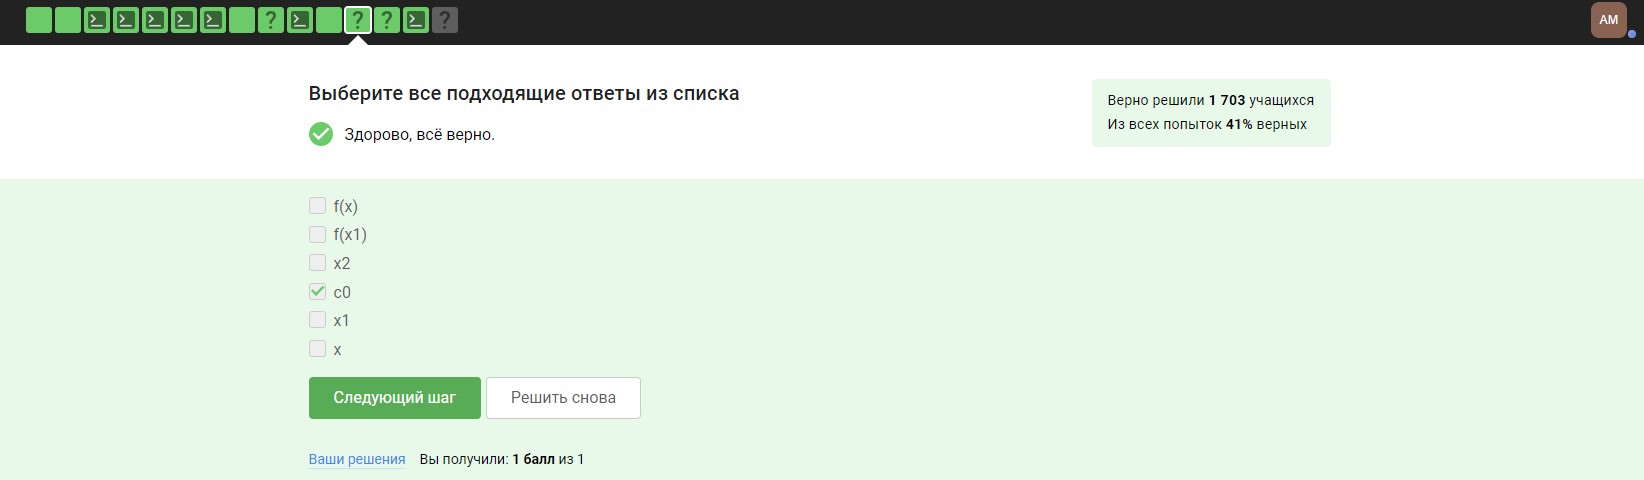 ? ? ? ?
AM
Выберите все подходящие ответы из списка
Здорово, всё верно.
Верно решили 1 703 учащихся
Из всех попыток 41% верных
f(x)
f(x1)
x2
c0
x1
x
Следующий шаг
Решить снова
Ваши решения Вы получили: 1 балл из 1